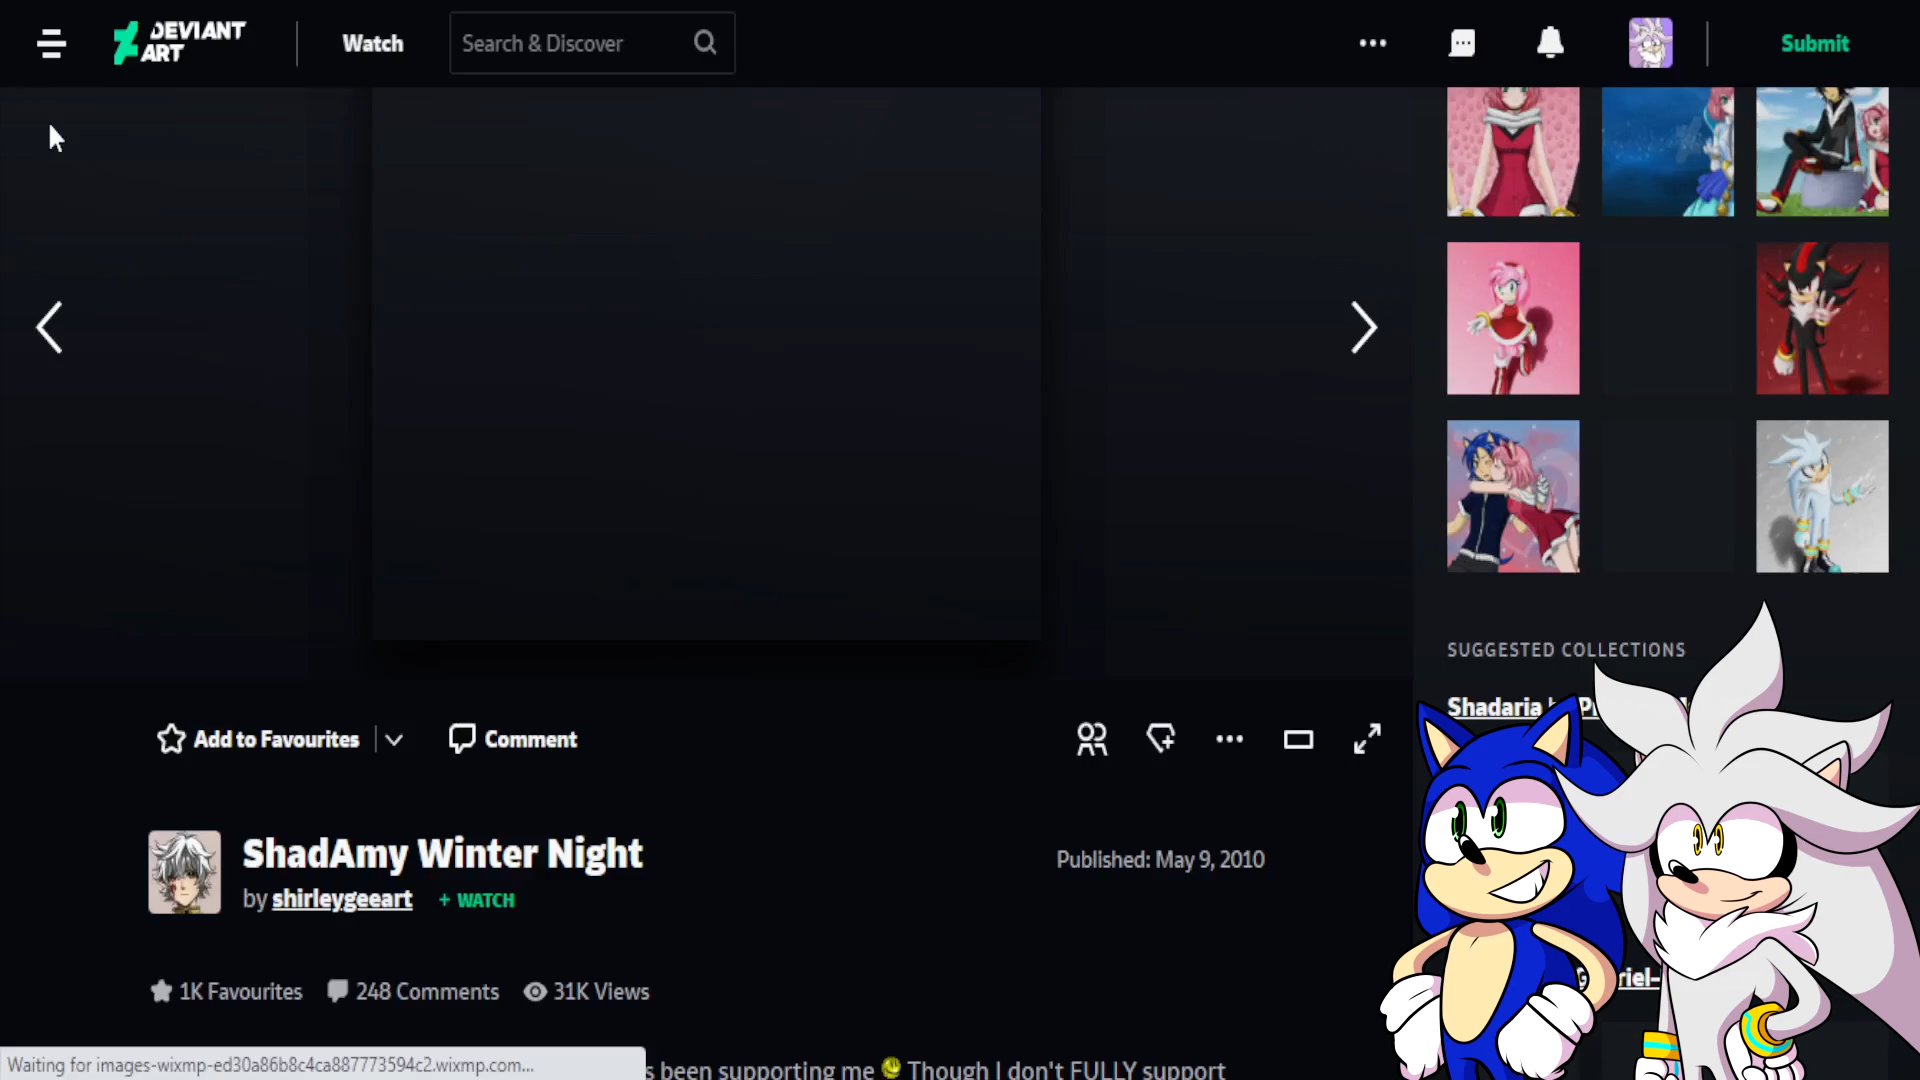 DEVIANT
ART
Watch
Search & Discover
Submit
SUGGESTED COLLECTIONS
Shadaria
Add to Favourites
Comment
ShadAmy Winter Night
by shirleygeeart + WATCH
Published: May 9, 2010
1K Favourites 248 Comments 31K Views
Waiting for images-wixmp-ed30a86b8c4ca887773594c2.wixmp.com...
been supporting me Though I don't FULLY support